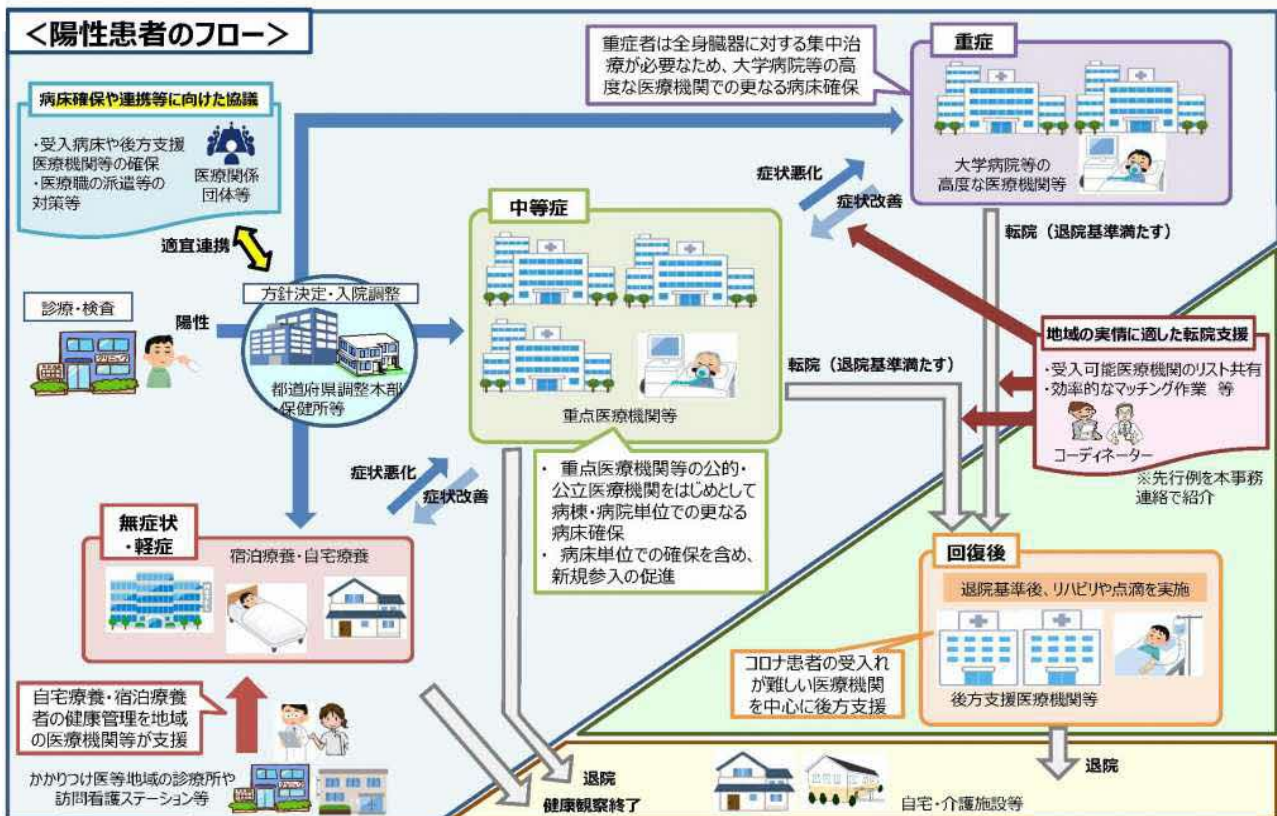 ＜陽性患者のフロー＞
病床確保や連携等に向けた協議
・受入病床や後方支援
医療機関等の確保
・医療職の派遣等の
対策等
医療関係
団体等
適宜連携
診療・検査
陽性
方針決定・入院調整
都道府県調整本部
・保健所等
重症者は全身臓器に対する集中治
療が必要なため、大学病院等の高
度な医療機関での更なる病床確保
重症
大学病院等の
高度な医療機関等
症状悪化
症状改善
中等症
重点医療機関等
転院（退院基準満たす）
転院（退院基準満たす）
地域の実情に適した転院支援
・受入可能医療機関のリスト共有
・効率的なマッチング作業　等
コーディネーター
※先行例を本事務
連絡で紹介
・ 重点医療機関等の公的・
公立医療機関をはじめとして
病棟・病院単位での更なる
病床確保
・ 病床単位での確保を含め、
新規参入の促進
症状悪化
症状改善
無症状
・軽症
宿泊療養・自宅療養
自宅療養・宿泊療養
者の健康管理を地域
の医療機関等が支援
かかりつけ医等地域の診療所や
訪問看護ステーション等
回復後
退院基準後、リハビリや点滴を実施
後方支援医療機関等
コロナ患者の受入れ
が難しい医療機関
を中心に後方支援
退院
健康観察終了
退院
自宅・介護施設等